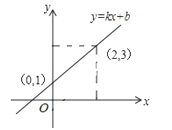 y
y=kx+b
(2,3)
(0,1)
O
x